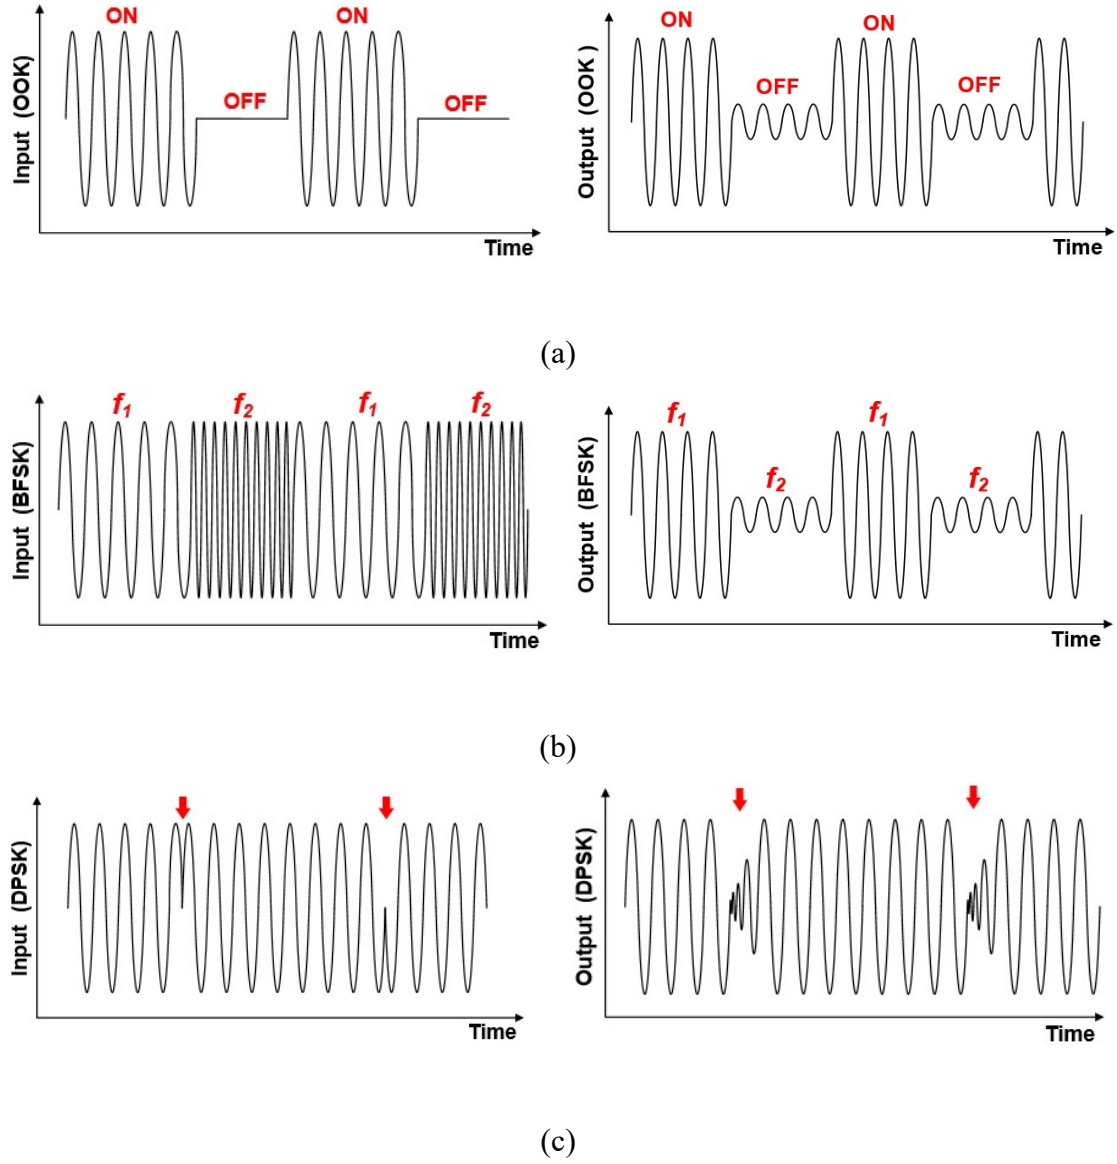 ON
ON
OFF
OFF
Input (OOK)
Time
ON
ON
OFF
OFF
Output (OOK )
Time
(a)
f1
f2
f1
f2
Input (BFSK)
Time
f1
f1
f2
f2
Output (BFSK)
Time
(b)
Input (DPSK)
Time
Output (DPSK)
Time
(c)